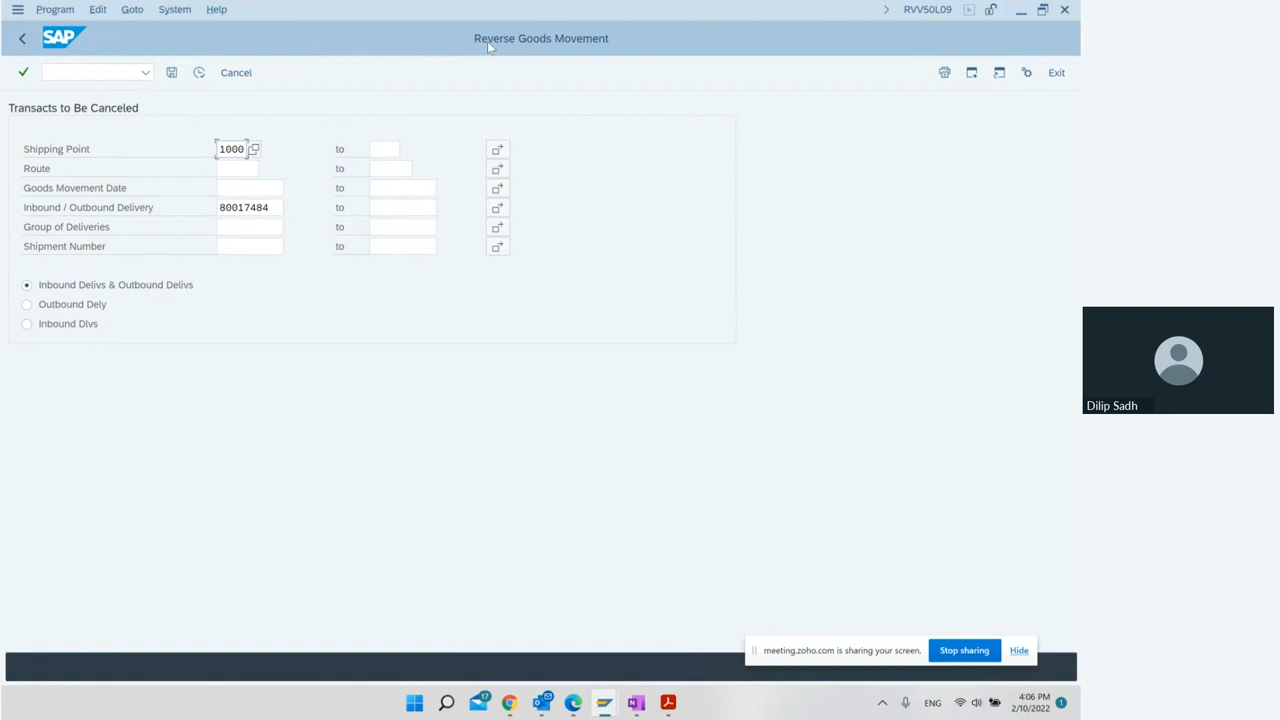 Program Edit Goto System Help RVV50L09
SAP Reverse Goods Movement
Cancel Exit
Transacts to Be Canceled
Shipping Point 1000 to
Route to
Goods Movement Date to
Inbound / Outbound Delivery 80017484 to
Group of Deliveries to
Shipment Number to
Inbound Delivs & Outbound Delivs
Outbound Dely
Inbound Dlvs
Dilip Sadh
meeting.zoho.com is sharing your screen. Stop sharing Hide
17
ENG
4:06 PM
2/10/2022
1